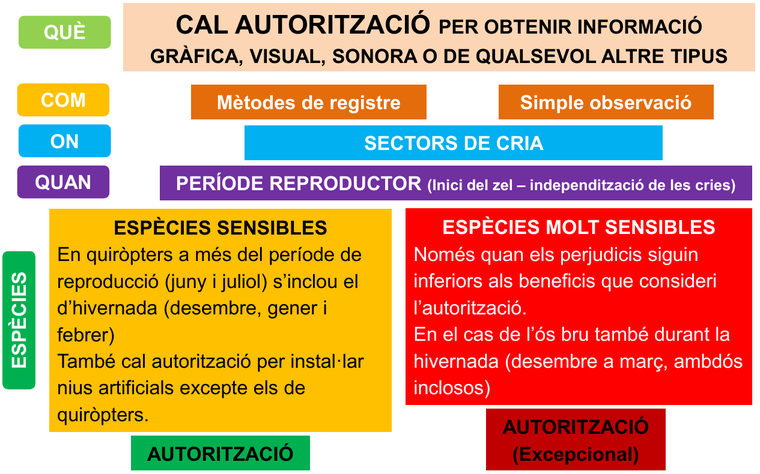 QUÈ
CAL AUTORITZACIÓ PER OBTENIR INFORMACIÓ
GRÀFICA, VISUAL, SONORA O DE QUALSEVOL ALTRE TIPUS
COM
Mètodes de registre
Simple observació
ON
SECTORS DE CRIA
QUAN
PERÍODE REPRODUCTOR (Inici del zel – independització de les cries)
ESPÈCIES
ESPÈCIES SENSIBLES
En quiròpters a més del període de
reproducció (juny i juliol) s’inclou el
d’hivernada (desembre, gener i
febrer)
També cal autorizació per instal·lar
nius artificials excepte els de
quiròpters.
AUTORITZACIÓ
ESPÈCIES MOLT SENSIBLES
Només quan els perjudicis siguin
inferiors als beneficis que consideri
l’autorització.
En el cas de l’ós bru també durant la
hivernada (desembre a març, ambdós
inclosos)
AUTORITZACIÓ
(Excepcional)